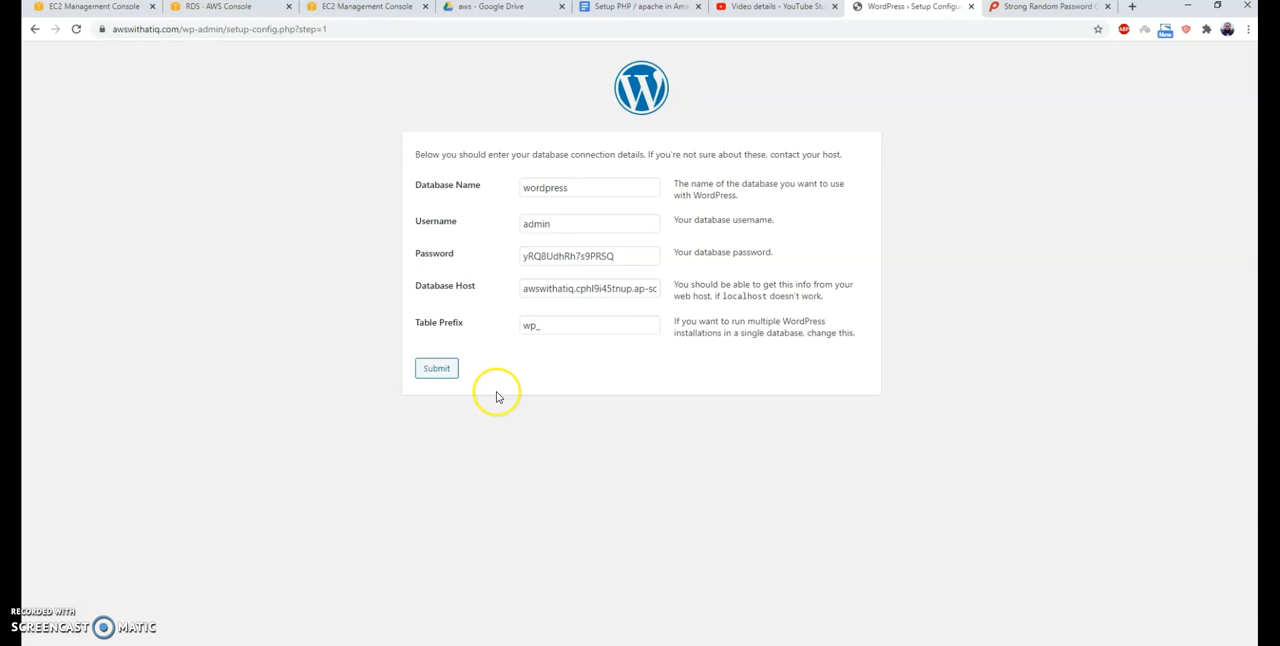 EC2 Management Console
RDS · AWS Console
EC2 Management Console
aws - Google Drive
Setup PHP / apache in Ama
Video details - YouTube Stu
WordPress › Setup Configu
Strong Random Password G
awswithatiq.com/wp-admin/setup-config.php?step=1
ABP
New
W
Below you should enter your database connection details. If you're not sure about these, contact your host.
Database Name
wordpress
The name of the database you want to use
with WordPress.
Username
admin
Your database username.
Password
yRQ8UdhRh7s9PRSQ
Your database password.
Database Host
awswithatiq.cphl9i45tnup.ap-sc
You should be able to get this info from your
web host, if localhost doesn't work.
Table Prefix
wp_
If you want to run multiple WordPress
installations in a single database, change this.
Submit
RECORDED WITH
SCREENCAST MATIC